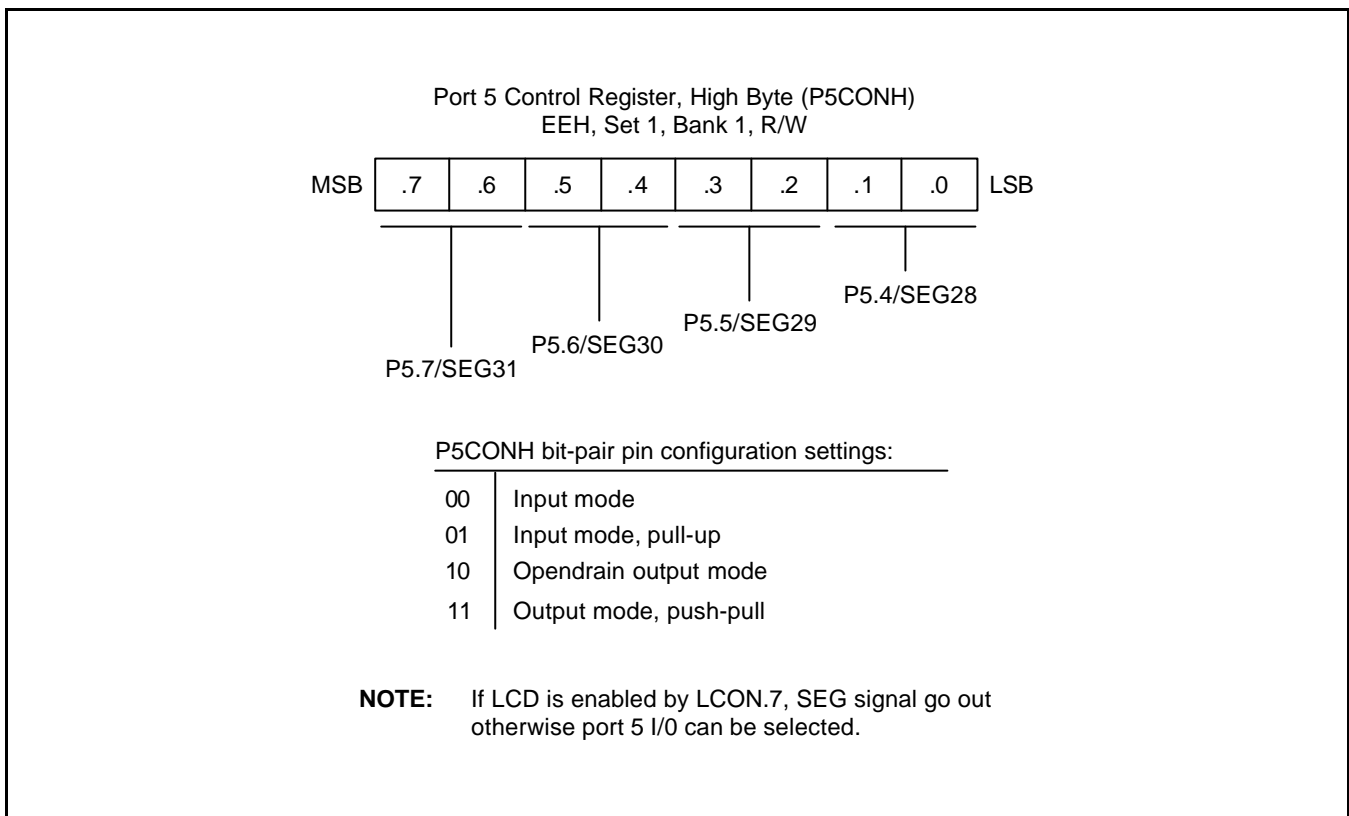 Port 5 Control Register, High Byte (P5CONH)
EEH, Set 1, Bank 1, R/W
MSB .7 .6 .5 .4 .3 .2 .1 .0 LSB
P5.4/SEG28
P5.5/SEG29
P5.6/SEG30
P5.7/SEG31
P5CONH bit-pair pin configuration settings:
00 Input mode
01 Input mode, pull-up
10 Opendrain output mode
11 Output mode, push-pull
NOTE: If LCD is enabled by LCON.7, SEG signal go out
otherwise port 5 I/0 can be selected.